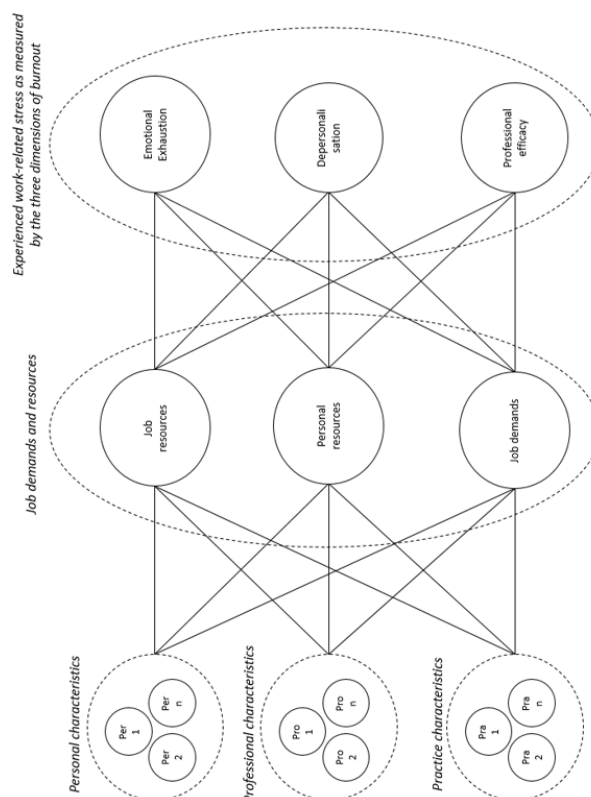 Experienced work-related stress as measured
by the three dimensions of burnout
Emotional
Exhaustion
Depersonali
sation
Professional
efficacy
Job demands and resources
Job
resources
Personal
resources
Job demands
Personal characteristics
Per
1
Per
2
Per
n
Professional characteristics
Pro
1
Pro
2
Pro
n
Practice characteristics
Pra
1
Pra
2
Pra
n